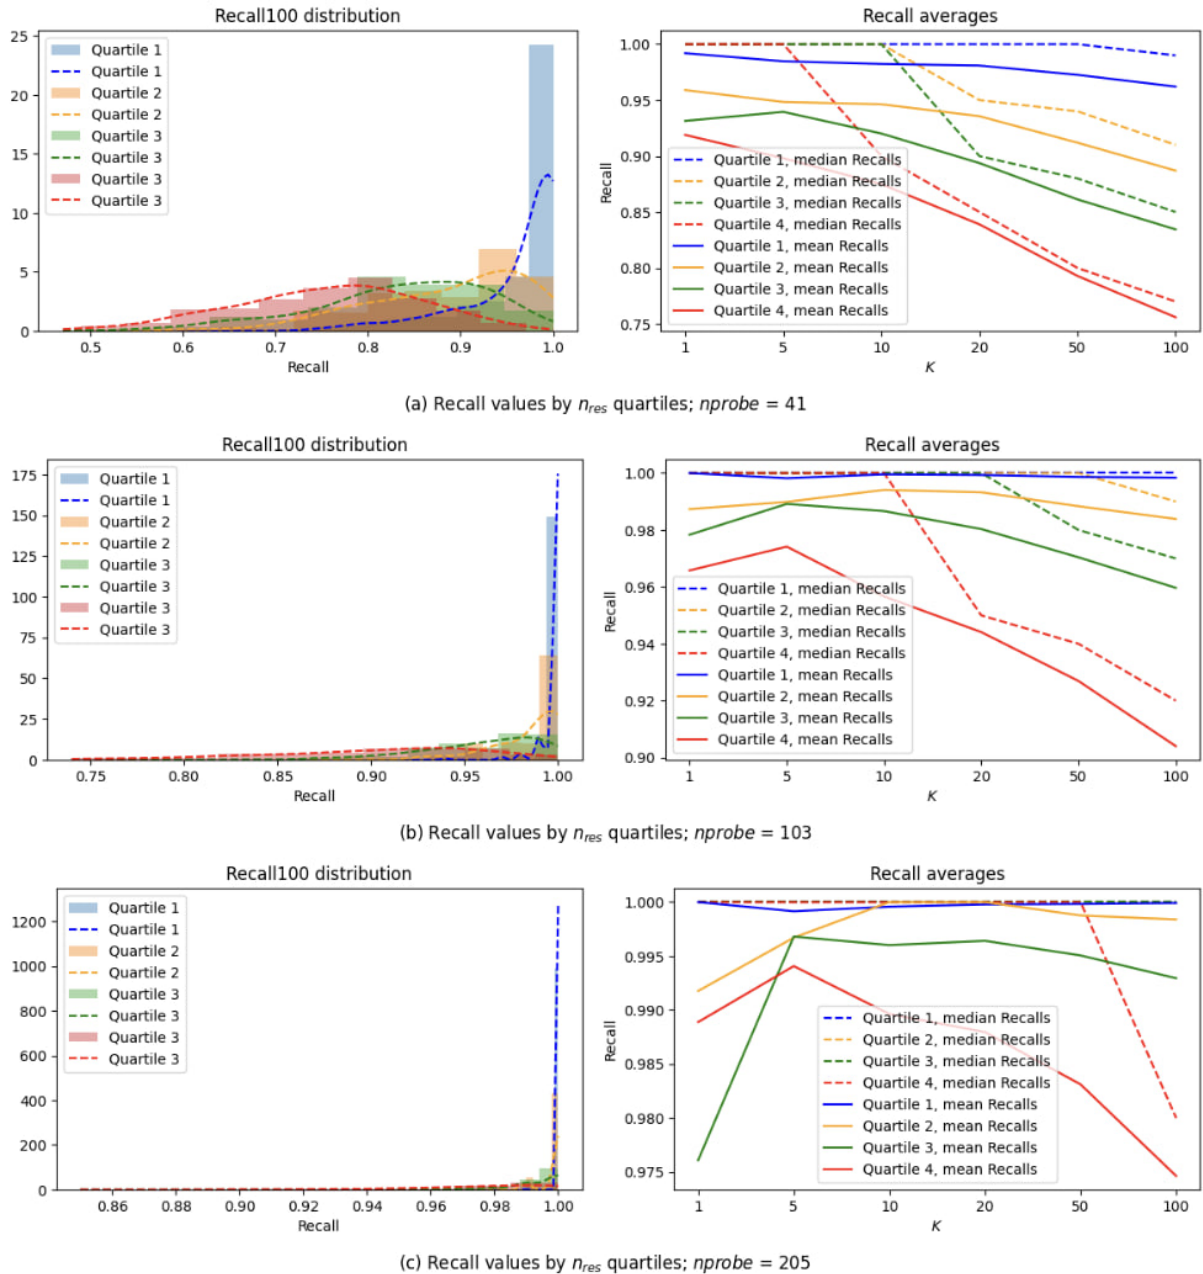 Recall100 distribution
25
20
15
10
5
0
0.5 0.6 0.7 0.8 0.9 1.0
Recall
Quartile 1
Quartile 1
Quartile 2
Quartile 2
Quartile 3
Quartile 3
Quartile 3
Quartile 3
Recall averages
1.00
0.95
0.90
0.85
0.80
0.75
Recall
1 5 10 20 50 100
K
Quartile 1, median Recalls
Quartile 2, median Recalls
Quartile 3, median Recalls
Quartile 4, median Recalls
Quartile 1, mean Recalls
Quartile 2, mean Recalls
Quartile 3, mean Recalls
Quartile 4, mean Recalls
(a) Recall values by n_res quartiles; nprobe = 41
Recall100 distribution
175
150
125
100
75
50
25
0
0.75 0.80 0.85 0.90 0.95 1.00
Recall
Quartile 1
Quartile 1
Quartile 2
Quartile 2
Quartile 3
Quartile 3
Quartile 3
Quartile 3
Recall averages
1.00
0.98
0.96
0.94
0.92
0.90
Recall
1 5 10 20 50 100
K
Quartile 1, median Recalls
Quartile 2, median Recalls
Quartile 3, median Recalls
Quartile 4, median Recalls
Quartile 1, mean Recalls
Quartile 2, mean Recalls
Quartile 3, mean Recalls
Quartile 4, mean Recalls
(b) Recall values by n_res quartiles; nprobe = 103
Recall100 distribution
1200
1000
800
600
400
200
0
0.86 0.88 0.90 0.92 0.94 0.96 0.98 1.00
Recall
Quartile 1
Quartile 1
Quartile 2
Quartile 2
Quartile 3
Quartile 3
Quartile 3
Quartile 3
Recall averages
1.000
0.995
0.990
0.985
0.980
0.975
Recall
1 5 10 20 50 100
K
Quartile 1, median Recalls
Quartile 2, median Recalls
Quartile 3, median Recalls
Quartile 4, median Recalls
Quartile 1, mean Recalls
Quartile 2, mean Recalls
Quartile 3, mean Recalls
Quartile 4, mean Recalls
(c) Recall values by n_res quartiles; nprobe = 205